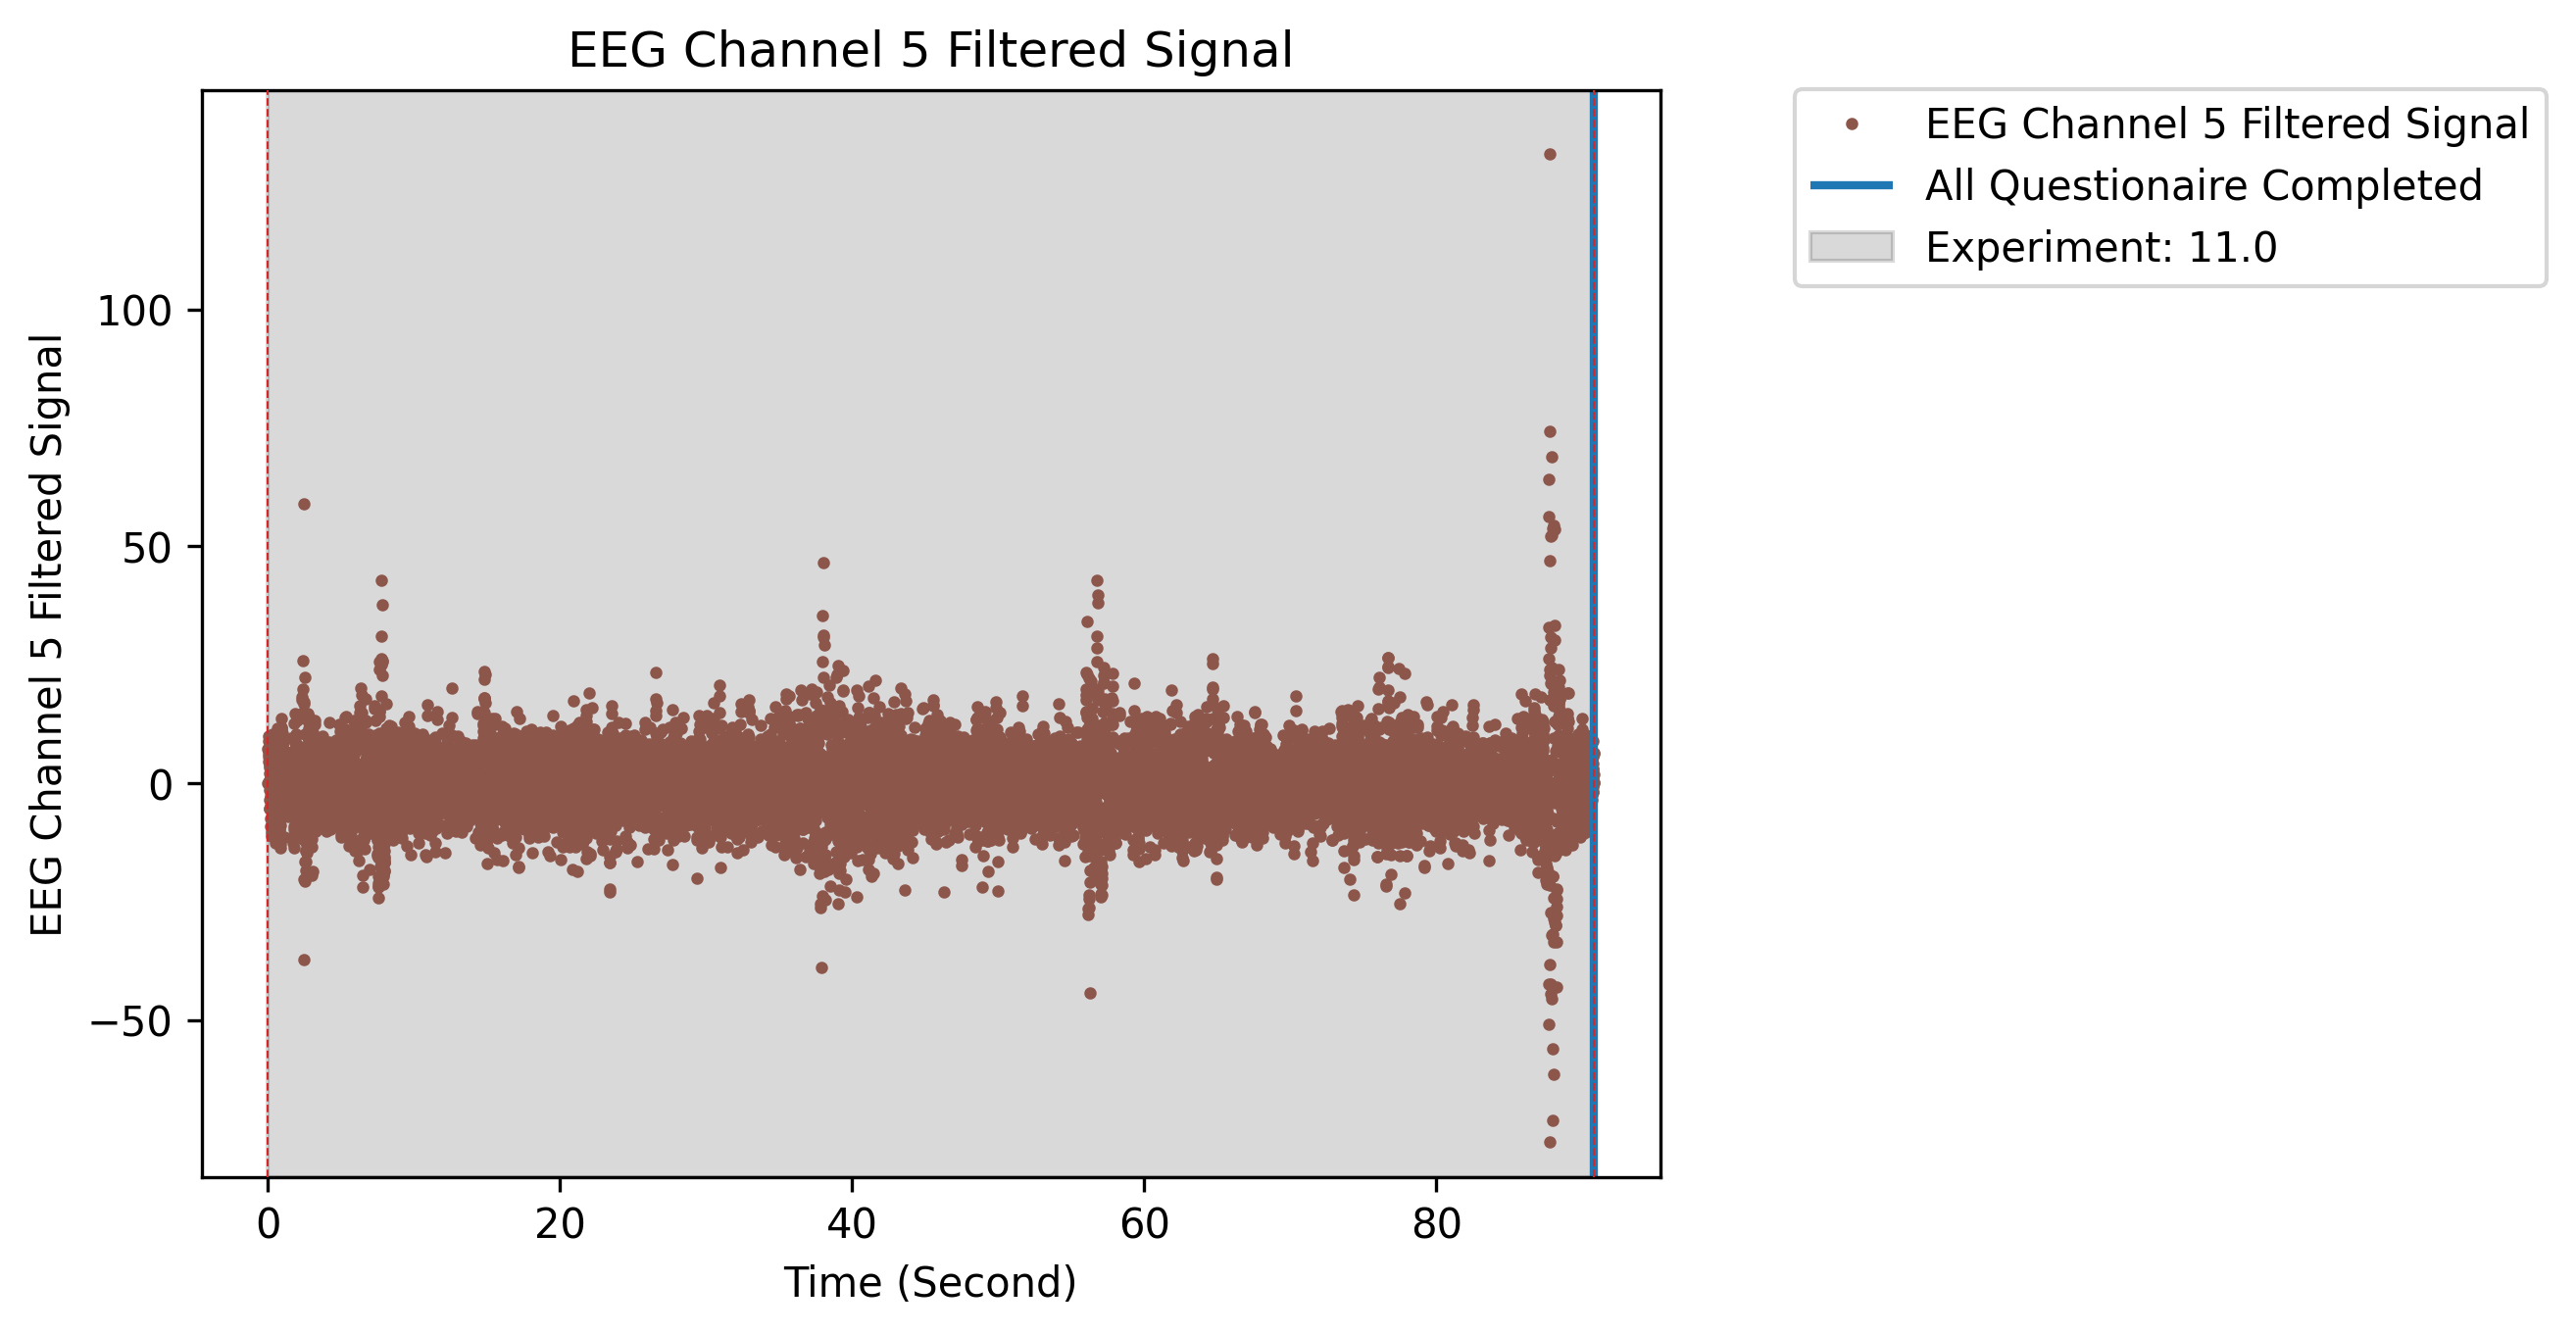 EEG Channel 5 Filtered Signal
EEG Channel 5 Filtered Signal
All Questionaire Completed
Experiment: 11.0
EEG Channel 5 Filtered Signal
100
50
0
−50
0 20 40 60 80
Time (Second)